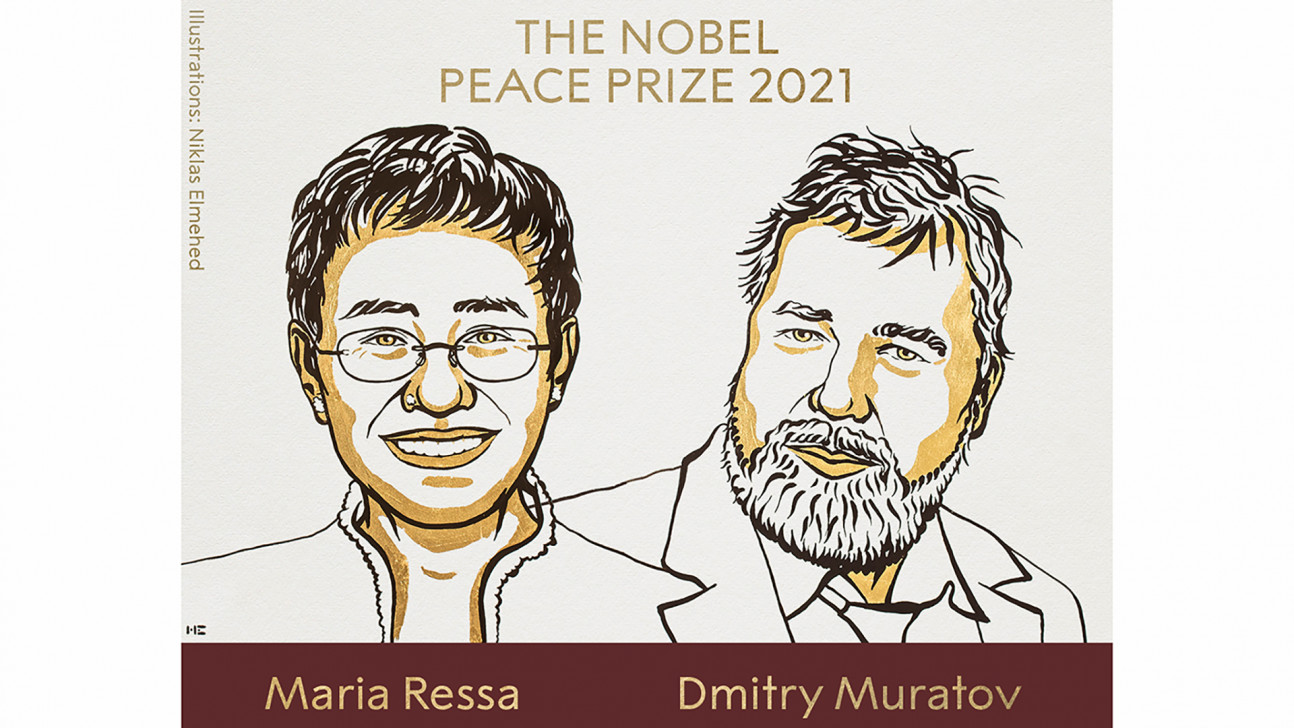 THE NOBEL
PEACE PRIZE 2021
Illustrations: Niklas Elmehed
Maria Ressa
Dmitry Muratov